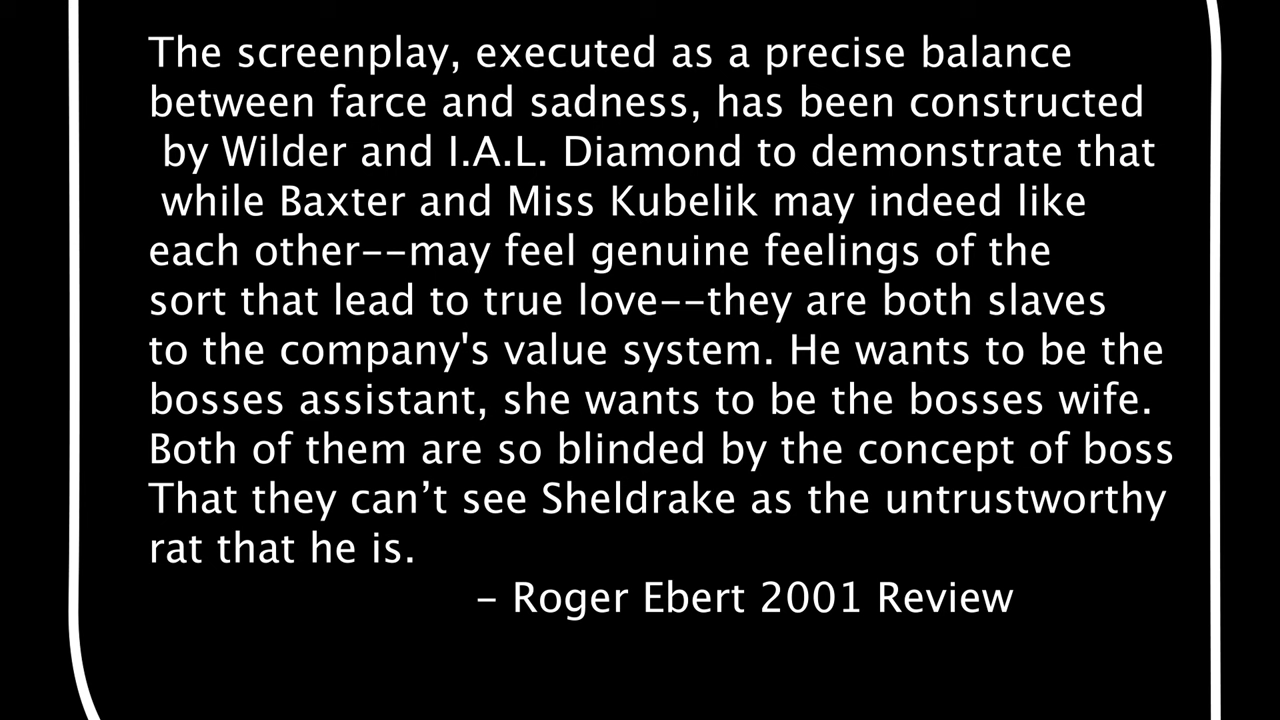 The screenplay, executed as a precise balance
between farce and sadness, has been constructed
by Wilder and I.A.L. Diamond to demonstrate that
while Baxter and Miss Kubelik may indeed like
each other--may feel genuine feelings of the
sort that lead to true love--they are both slaves
to the company's value system. He wants to be the
bosses assistant, she wants to be the bosses wife.
Both of them are so blinded by the concept of boss
That they can’t see Sheldrake as the untrustworthy
rat that he is.
– Roger Ebert 2001 Review